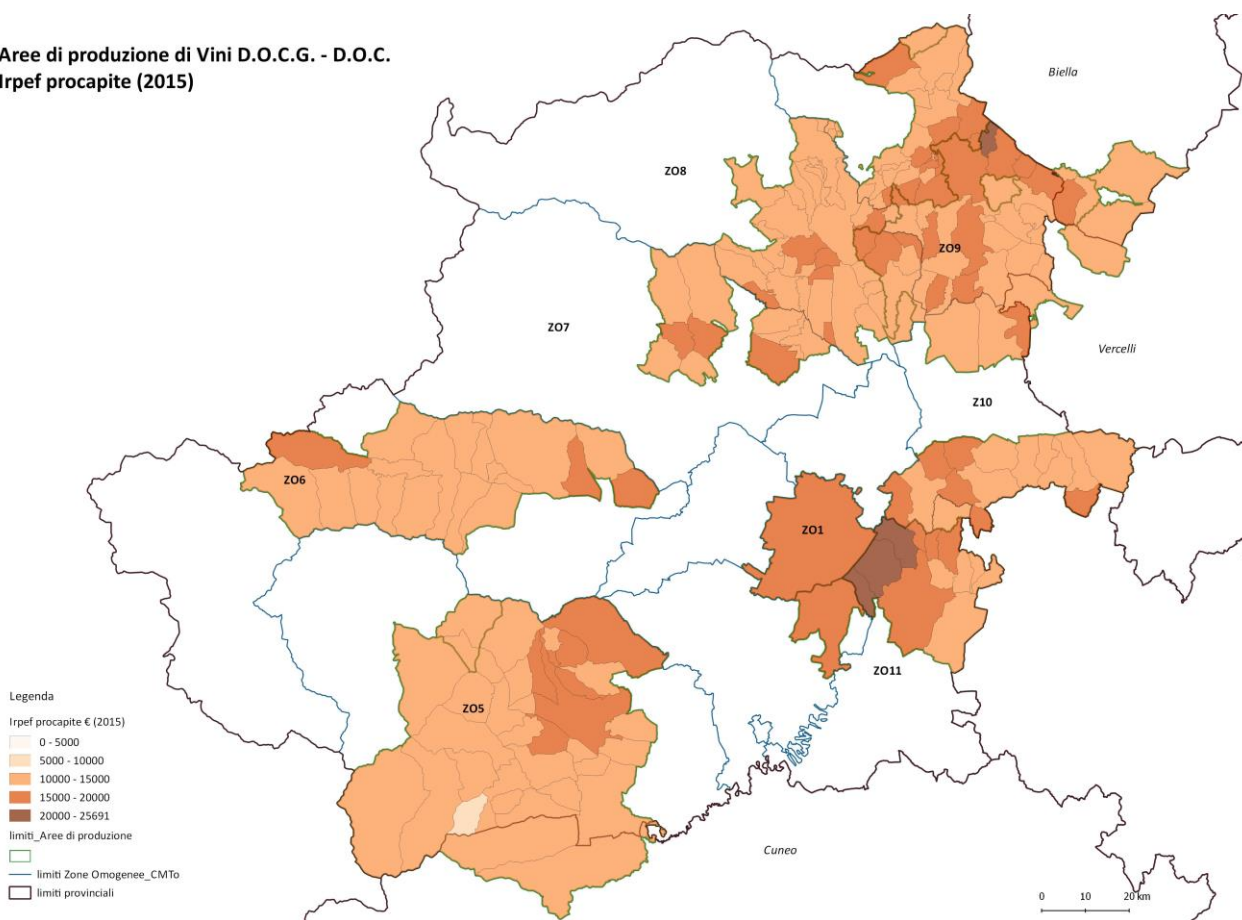 Aree di produzione di Vini D.O.C.G. - D.O.C.
Irpef procapite (2015)
Biella
ZO8
ZO9
ZO7
Vercelli
Z10
ZO6
ZO1
ZO11
ZO5
Cuneo
Legenda
Irpef procapite € (2015)
0 - 5000
5000 - 10000
10000 - 15000
15000 - 20000
20000 - 25691
limiti_Aree di produzione
limiti Zone Omogenee_CMTo
limiti provinciali
0 10 20 km